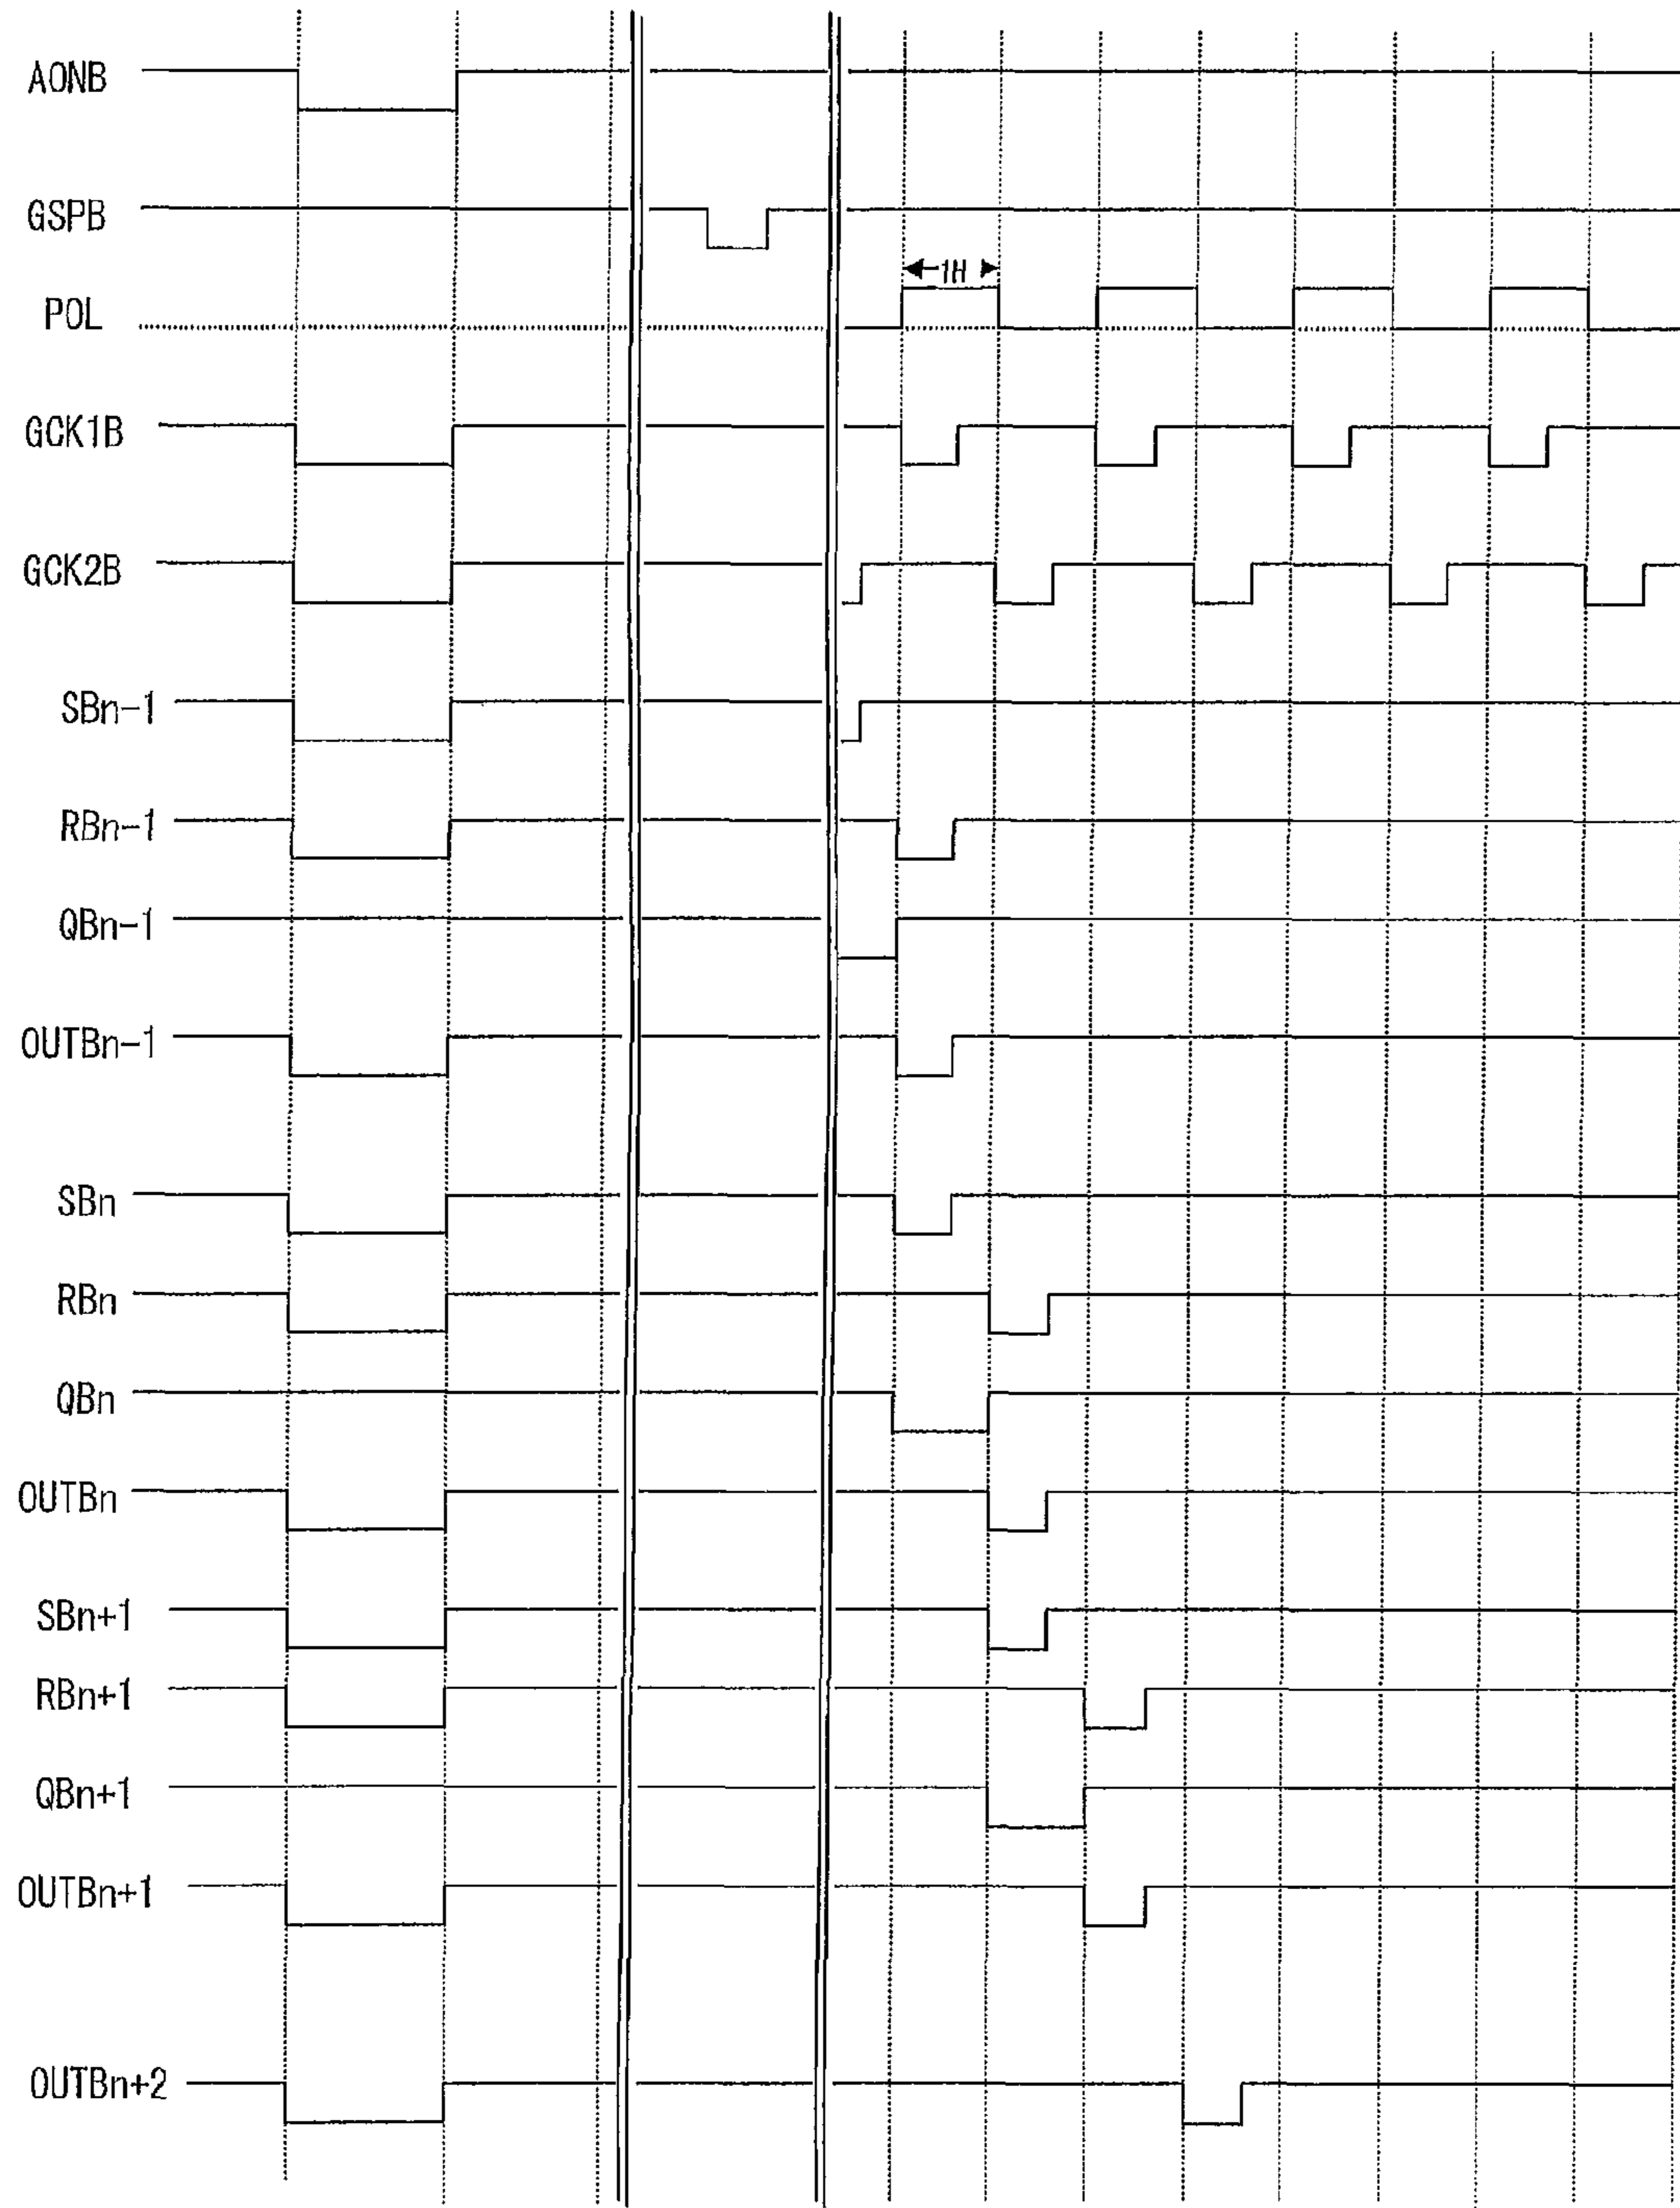 AONB
GSPB
1H
POL
GCK1B
GCK2B
SBn-1
RBn-1
QBn-1
OUTBn-1
SBn
RBn
QBn
OUTBn
SBn+1
RBn+1
QBn+1
OUTBn+1
OUTBn+2